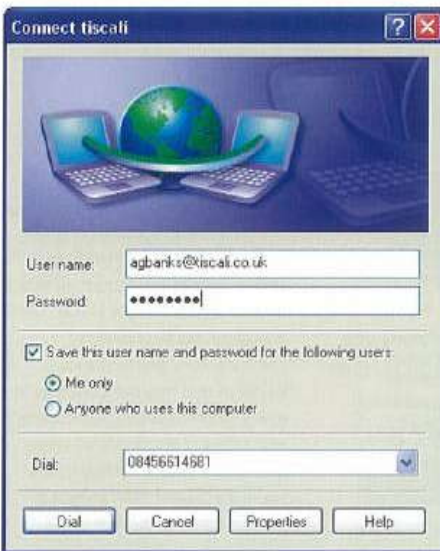 Connect tiscali
User name: agbanks@tiscali.co.uk
Password: ●●●●●●●●
Save this user name and password for the following users:
Me only
Anyone who uses this computer
Dial: 08456614681
Dial Cancel Properties Help